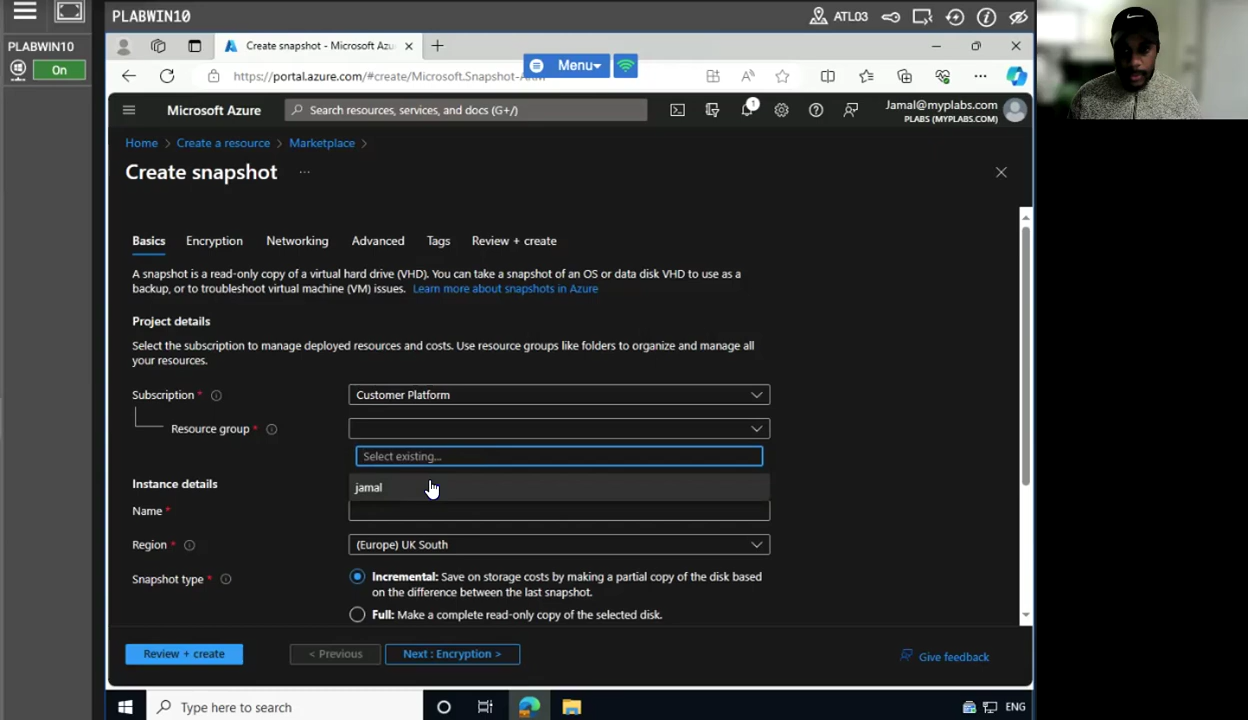 PLABWIN10
ATL03
PLABWIN10
On
Create snapshot - Microsoft Azu
Menu
https://portal.azure.com/#create/Microsoft.Snapshot-ARM
Microsoft Azure
Search resources, services, and docs (G+/)
1
Jamal@myplabs.com
PLABS (MYPLABS.COM)
Home > Create a resource > Marketplace >
Create snapshot ...
Basics Encryption Networking Advanced Tags Review + create
A snapshot is a read-only copy of a virtual hard drive (VHD). You can take a snapshot of an OS or data disk VHD to use as a
backup, or to troubleshoot virtual machine (VM) issues. Learn more about snapshots in Azure
Project details
Select the subscription to manage deployed resources and costs. Use resource groups like folders to organize and manage all
your resources.
Subscription *
Customer Platform
Resource group *
Select existing...
jamal
Instance details
Name *
Region *
(Europe) UK South
Snapshot type *
Incremental: Save on storage costs by making a partial copy of the disk based
on the difference between the last snapshot.
Full: Make a complete read-only copy of the selected disk.
Review + create
< Previous
Next : Encryption >
Give feedback
Type here to search
ENG